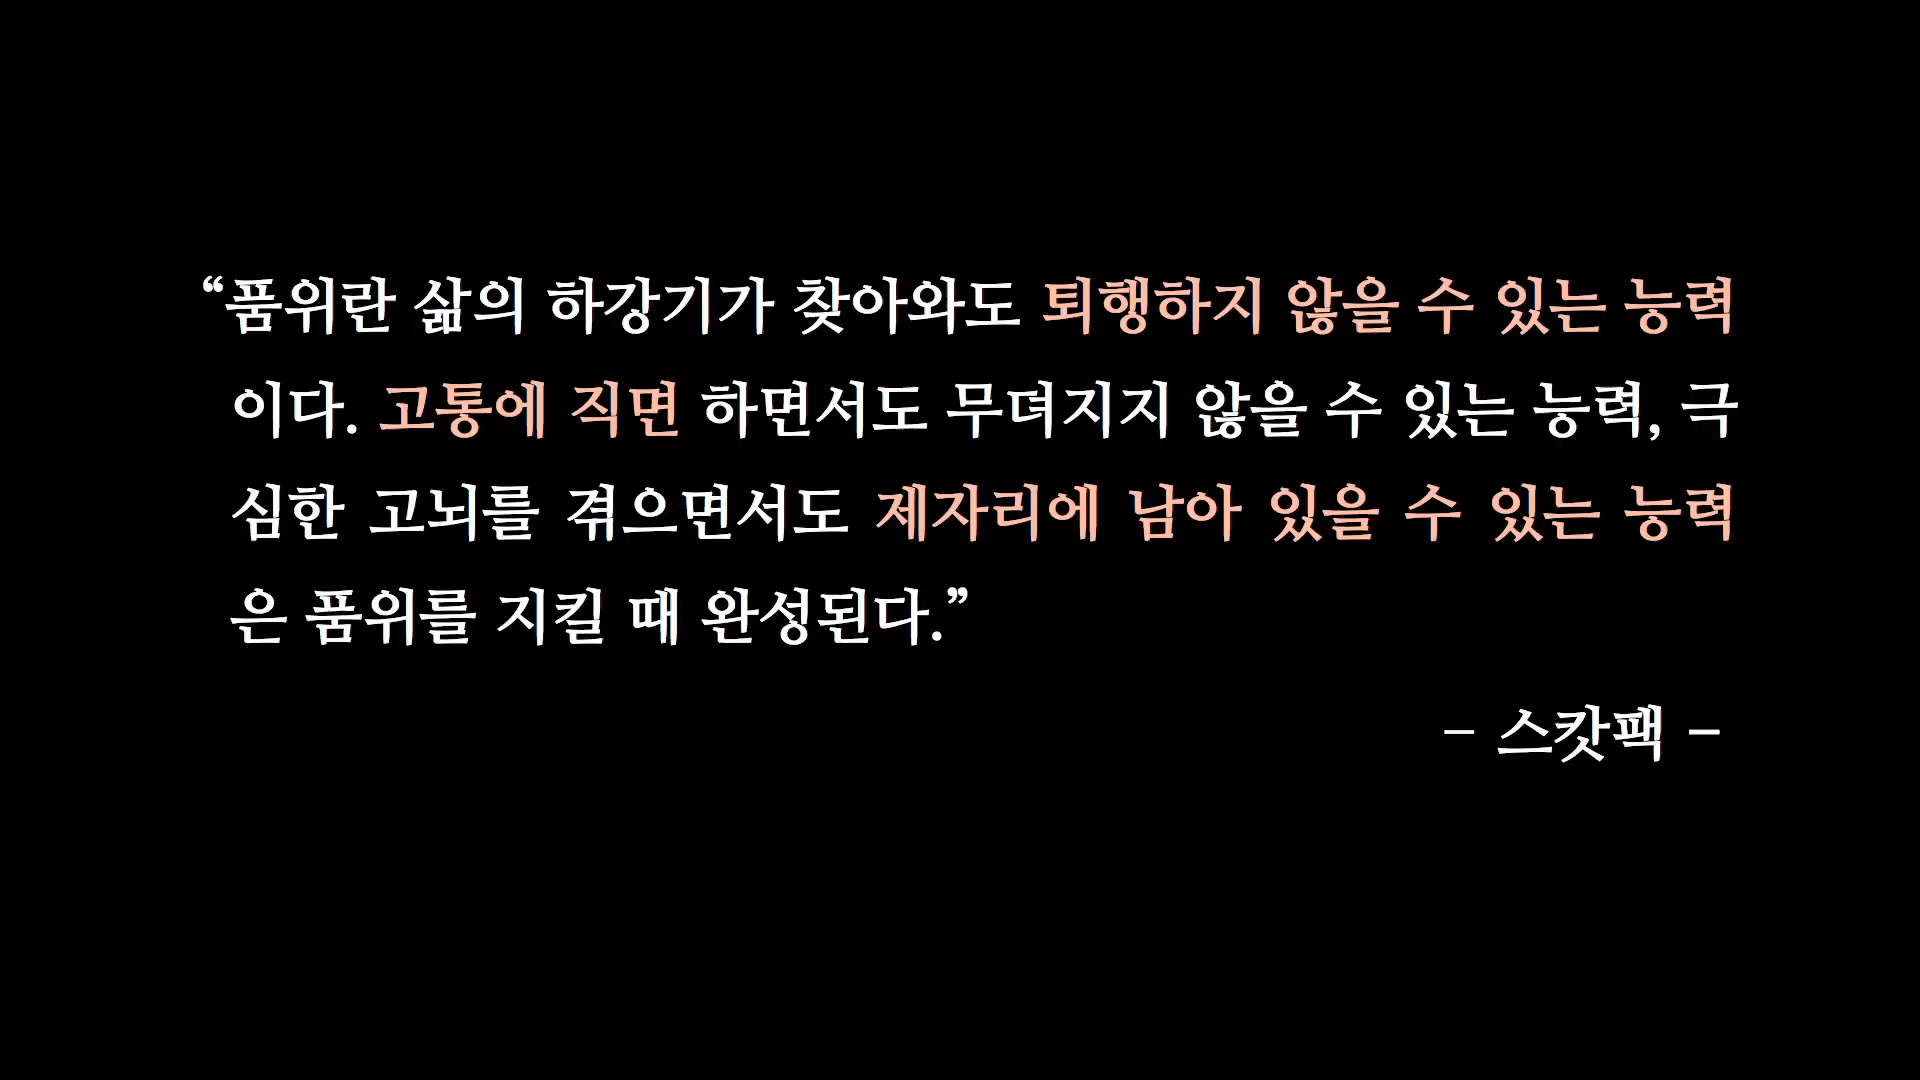 “품위란 삶의 하강기가 찾아와도 퇴행하지 않을 수 있는 능력
이다. 고통에 직면 하면서도 무뎌지지 않을 수 있는 능력, 극
심한 고뇌를 겪으면서도 제자리에 남아 있을 수 있는 능력
은 품위를 지킬 때 완성된다.”
– 스캇팩 –